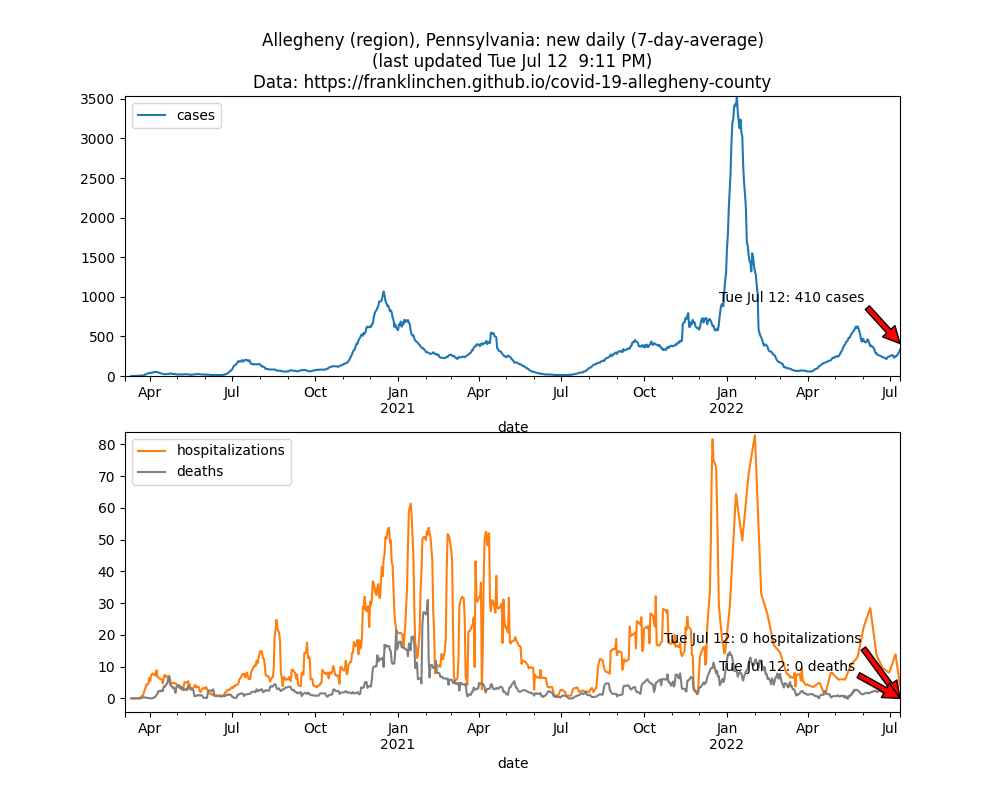 Allegheny (region), Pennsylvania: new daily (7-day-average)
(last updated Tue Jul 12  9:11 PM)
Data: https://franklinchen.github.io/covid-19-allegheny-county
3500
cases
3000
2500
2000
1500
1000
Tue Jul 12: 410 cases
500
0
Apr Jul Oct Jan Apr Jul Oct Jan Apr Jul
2021 2022
date
80
hospitalizations
deaths
70
60
50
40
30
20
Tue Jul 12: 0 hospitalizations
10
Tue Jul 12: 0 deaths
0
Apr Jul Oct Jan Apr Jul Oct Jan Apr Jul
2021 2022
date